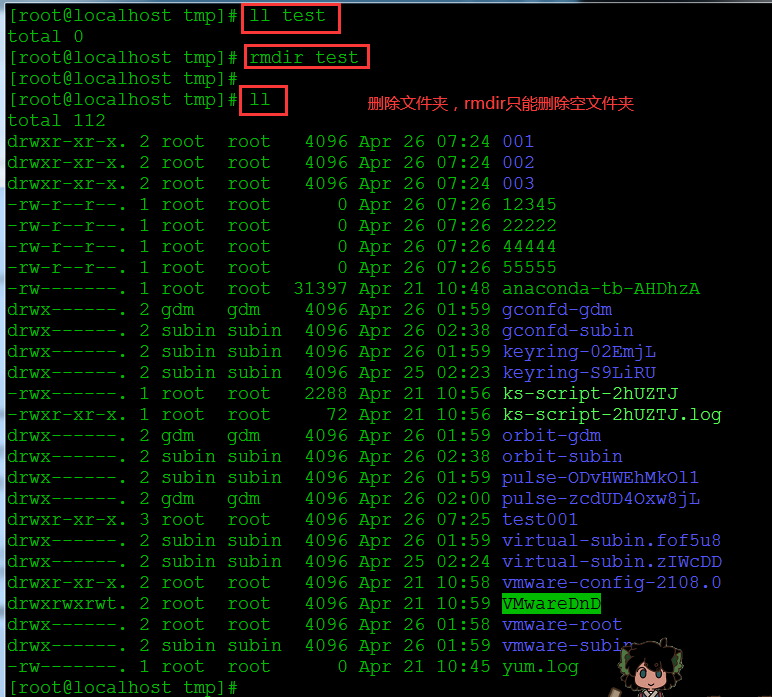 [root@localhost tmp]# ll test
total 0
[root@localhost tmp]# rmdir test
[root@localhost tmp]#
[root@localhost tmp]# ll
删除文件夹，rmdir只能删除空文件夹
total 112
drwxr-xr-x. 2 root root 4096 Apr 26 07:24 001
drwxr-xr-x. 2 root root 4096 Apr 26 07:24 002
drwxr-xr-x. 2 root root 4096 Apr 26 07:24 003
-rw-r--r--. 1 root root 0 Apr 26 07:26 12345
-rw-r--r--. 1 root root 0 Apr 26 07:26 22222
-rw-r--r--. 1 root root 0 Apr 26 07:26 44444
-rw-r--r--. 1 root root 0 Apr 26 07:26 55555
-rw-------. 1 root root 31397 Apr 21 10:48 anaconda-tb-AHDhzA
drwx------. 2 gdm gdm 4096 Apr 26 01:59 gconfd-gdm
drwx------. 2 subin subin 4096 Apr 26 02:38 gconfd-subin
drwx------. 2 subin subin 4096 Apr 26 01:59 keyring-02EmjL
drwx------. 2 subin subin 4096 Apr 25 02:23 keyring-S9LiRU
-rwx------. 1 root root 2288 Apr 21 10:56 ks-script-2hUZTJ
-rwxr-xr-x. 1 root root 72 Apr 21 10:56 ks-script-2hUZTJ.log
drwx------. 2 gdm gdm 4096 Apr 26 01:59 orbit-gdm
drwx------. 2 subin subin 4096 Apr 26 02:38 orbit-subin
drwx------. 2 subin subin 4096 Apr 26 01:59 pulse-ODvHWEhMkOl1
drwx------. 2 gdm gdm 4096 Apr 26 02:00 pulse-zcdUD4Oxw8jL
drwxr-xr-x. 3 root root 4096 Apr 26 07:25 test001
drwx------. 2 subin subin 4096 Apr 26 01:59 virtual-subin.fof5u8
drwx------. 2 subin subin 4096 Apr 25 02:24 virtual-subin.zIWcDD
drwxr-xr-x. 2 root root 4096 Apr 21 10:58 vmware-config-2108.0
drwxrwxrwt. 2 root root 4096 Apr 21 10:59 VMwareDnD
drwx------. 2 root root 4096 Apr 26 01:58 vmware-root
drwx------. 2 subin subin 4096 Apr 26 01:59 vmware-subin
-rw-------. 1 root root 0 Apr 21 10:45 yum.log
[root@localhost tmp]#